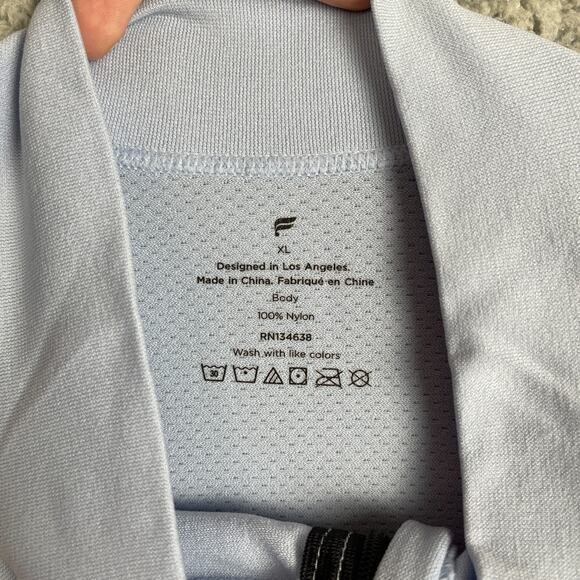 XL
Designed in Los Angeles.
Made in China. Fabriqué en Chine
Body
100% Nylon
RN134638
Wash with like colors
30